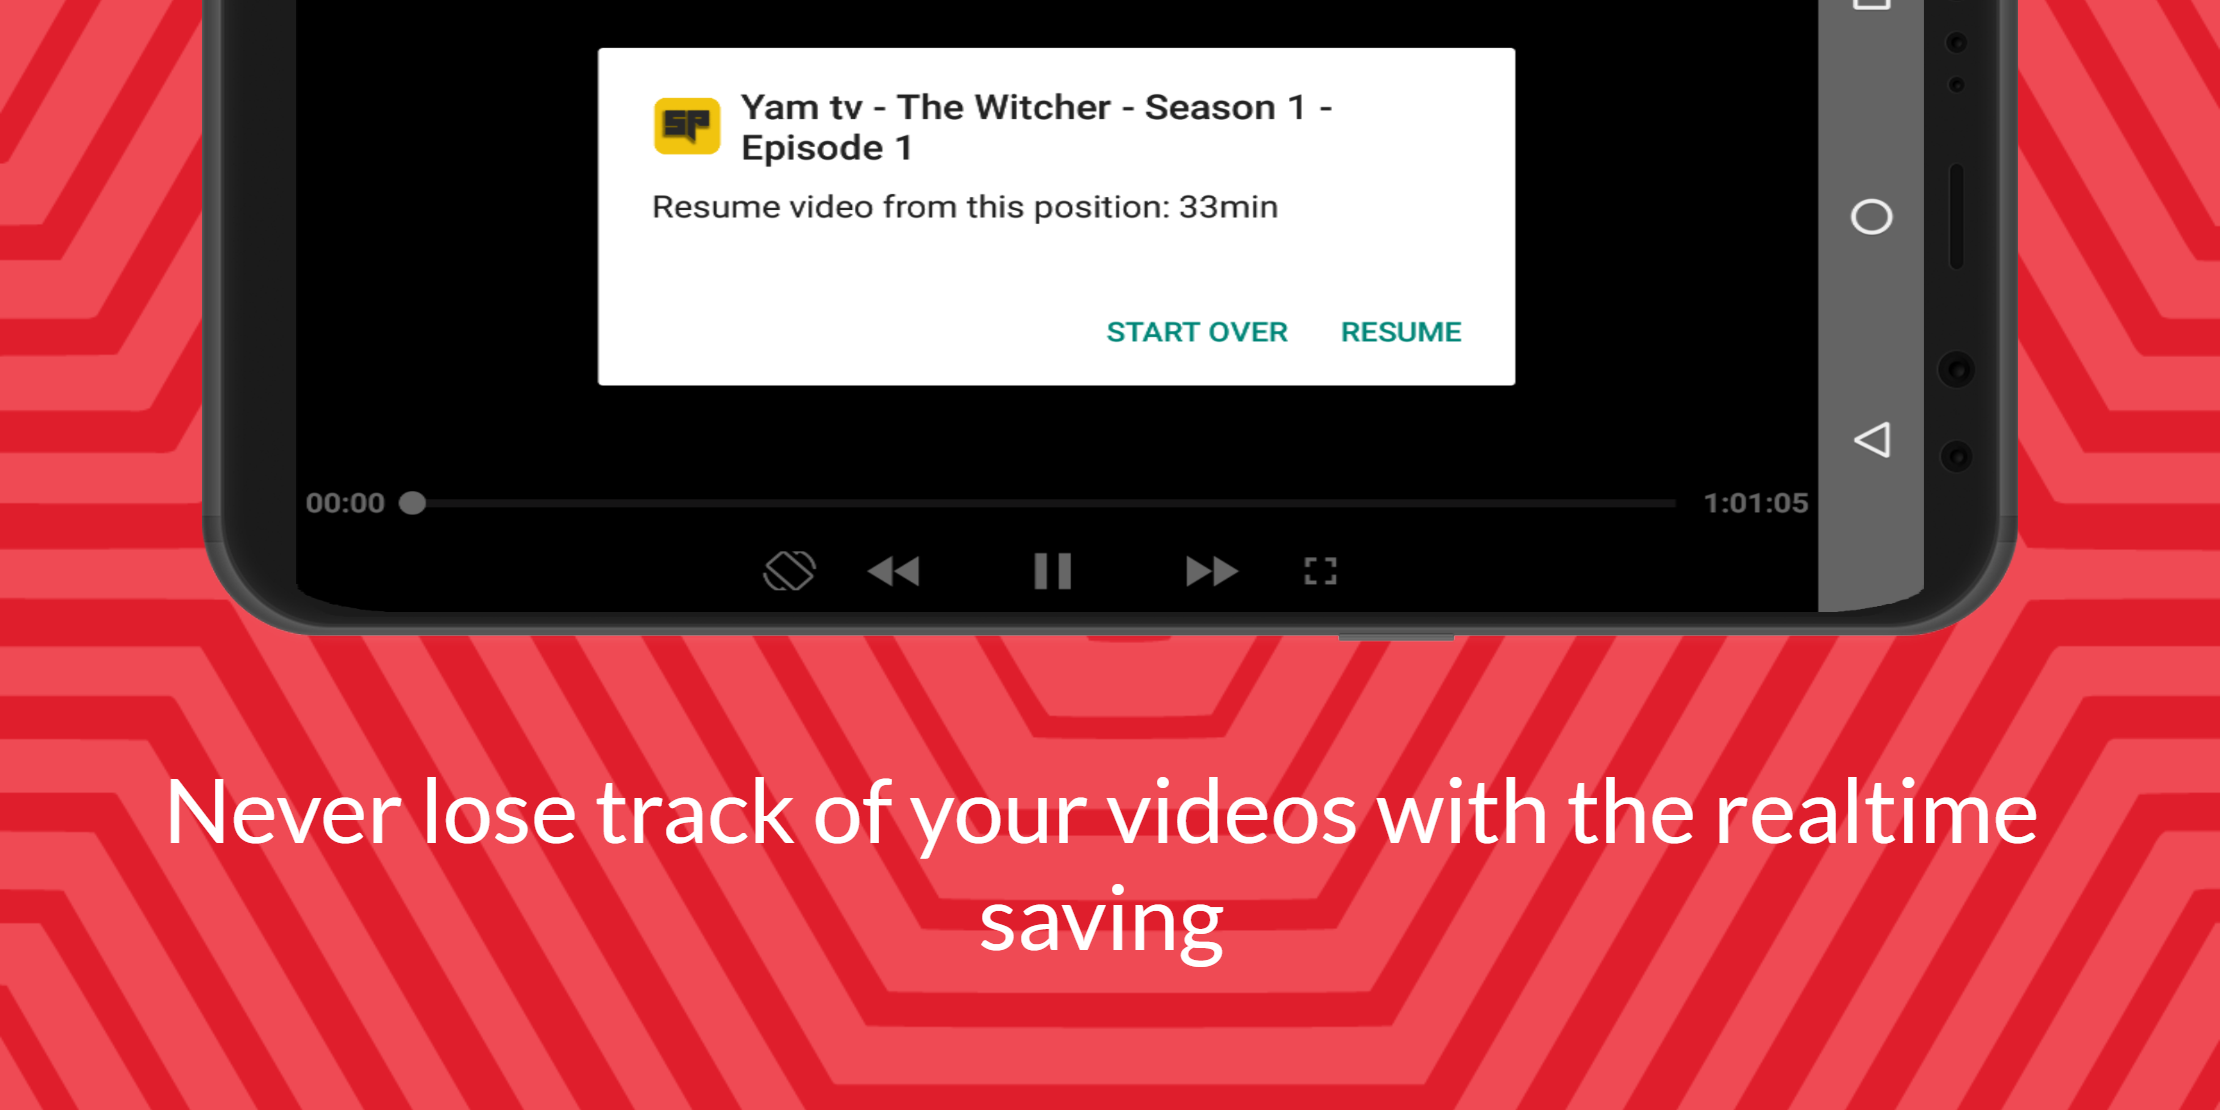 Yam tv - The Witcher - Season 1 -
SP
Episode 1
Resume video from this position: 33min
START OVER RESUME
00:00 1:01:05
Never lose track of your videos with the realtime
saving